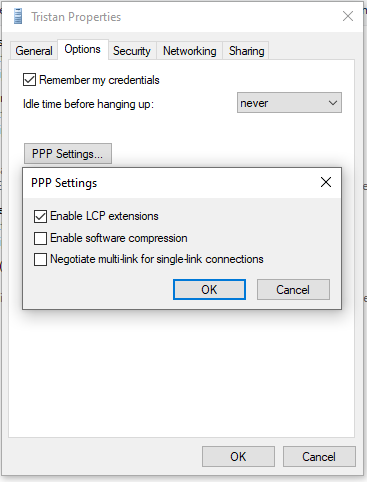 Tristan Properties
General Options Security Networking Sharing
Remember my credentials
Idle time before hanging up: never
PPP Settings...
PPP Settings
Enable LCP extensions
Enable software compression
Negotiate multi-link for single-link connections
OK Cancel
OK Cancel